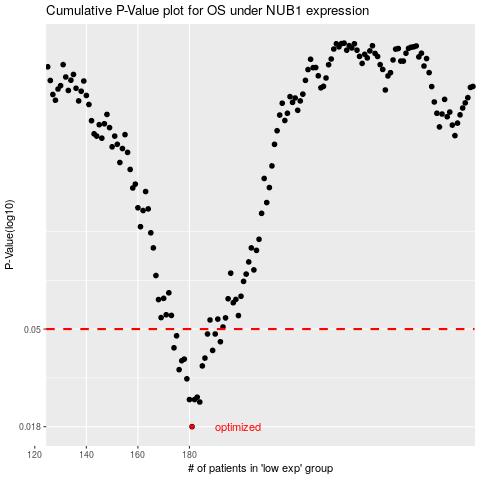 Cumulative P-Value plot for OS under NUB1 expression
P-Value(log10)
0.05
0.018
optimized
120 140 160 180
# of patients in 'low exp' group